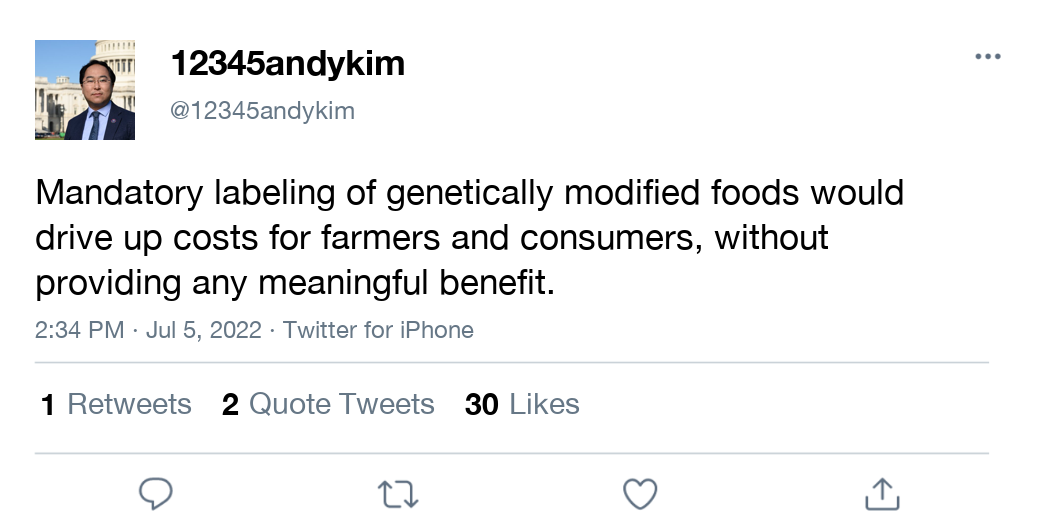 12345andykim
@12345andykim
Mandatory labeling of genetically modified foods would
drive up costs for farmers and consumers, without
providing any meaningful benefit.
2:34 PM · Jul 5, 2022 · Twitter for iPhone
1 Retweets 2 Quote Tweets 30 Likes